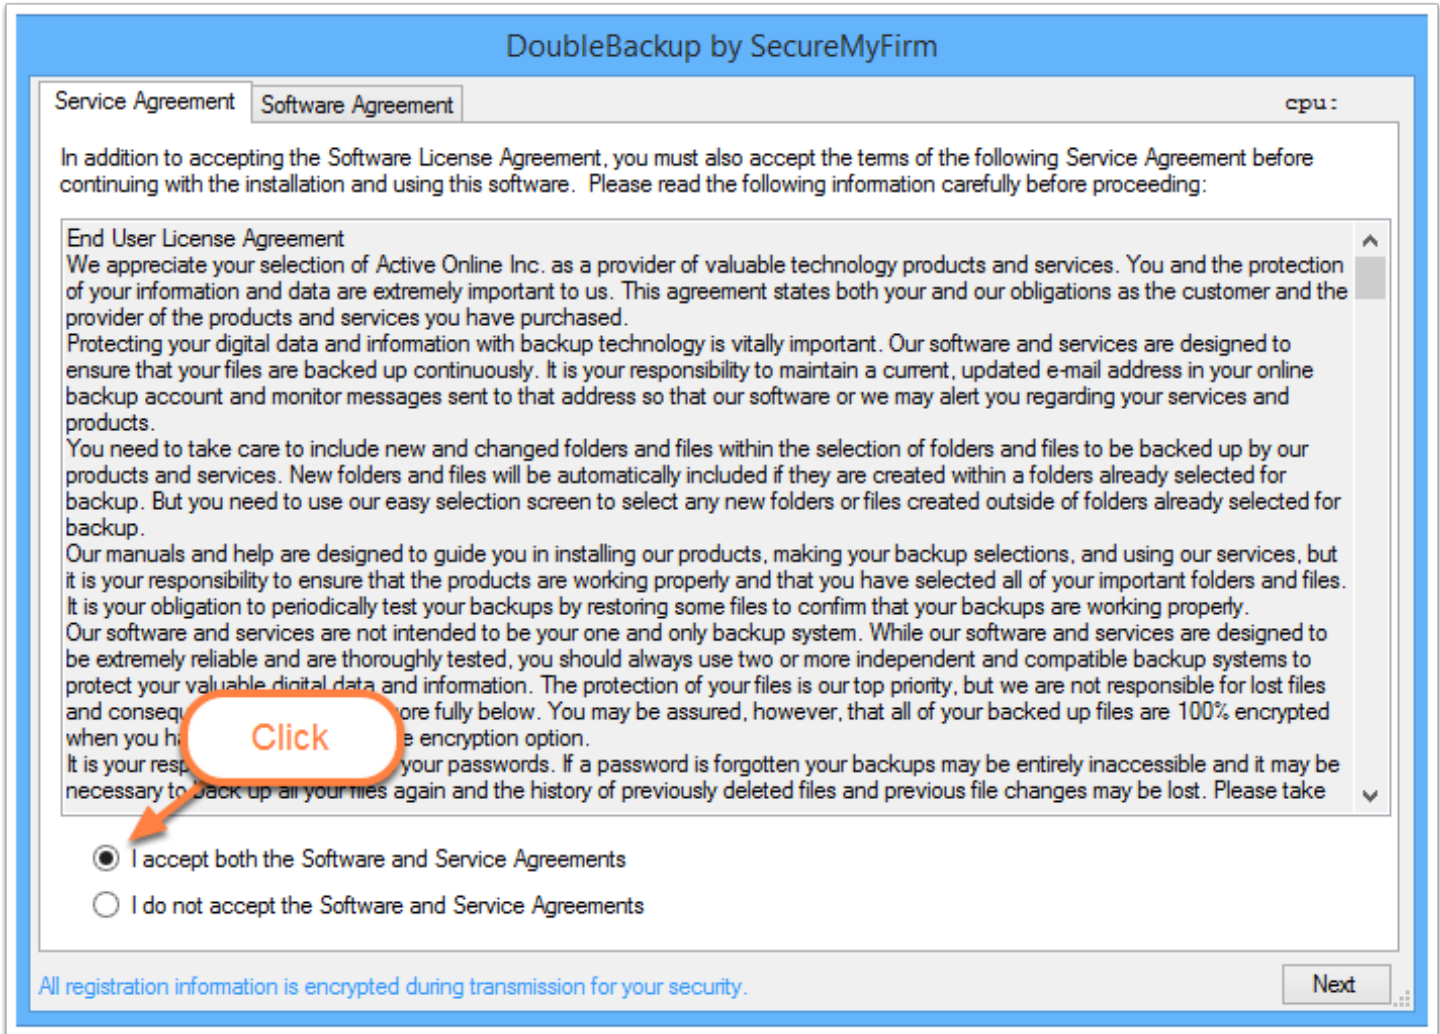 DoubleBackup by SecureMyFirm
Service Agreement
Software Agreement
cpu:
In addition to accepting the Software License Agreement, you must also accept the terms of the following Service Agreement before
continuing with the installation and using this software.  Please read the following information carefully before proceeding:
End User License Agreement
We appreciate your selection of Active Online Inc. as a provider of valuable technology products and services. You and the protection
of your information and data are extremely important to us. This agreement states both your and our obligations as the customer and the
provider of the products and services you have purchased.
Protecting your digital data and information with backup technology is vitally important. Our software and services are designed to
ensure that your files are backed up continuously. It is your responsibility to maintain a current, updated e-mail address in your online
backup account and monitor messages sent to that address so that our software or we may alert you regarding your services and
products.
You need to take care to include new and changed folders and files within the selection of folders and files to be backed up by our
products and services. New folders and files will be automatically included if they are created within a folders already selected for
backup. But you need to use our easy selection screen to select any new folders or files created outside of folders already selected for
backup.
Our manuals and help are designed to guide you in installing our products, making your backup selections, and using our services, but
it is your responsibility to ensure that the products are working properly and that you have selected all of your important folders and files.
It is your obligation to periodically test your backups by restoring some files to confirm that your backups are working properly.
Our software and services are not intended to be your one and only backup system. While our software and services are designed to
be extremely reliable and are thoroughly tested, you should always use two or more independent and compatible backup systems to
protect your valuable digital data and information. The protection of your files is our top priority, but we are not responsible for lost files
and fully below. You may be assured, however, that all of your backed up files are 100% encrypted
when you encryption option.
It is your your passwords. If a password is forgotten your backups may be entirely inaccessible and it may be
necessary to back up all your files again and the history of previously deleted files and previous file changes may be lost. Please take
Click
I accept both the Software and Service Agreements
I do not accept the Software and Service Agreements
All registration information is encrypted during transmission for your security.
Next